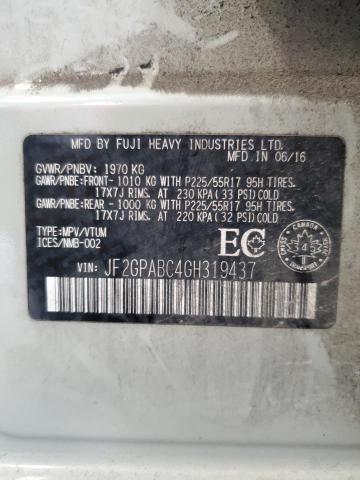 MFD BY FUJI HEAVY INDUSTRIES LTD.
MFD IN 06/16
GVWR/PNBV: 1970 KG
GAWR/PNBE:FRONT- 1010 KG WITH P225/55R17 95H TIRES,
17X7J RIMS, AT 230 KPA (33 PSI) COLD
GAWR/PNBE:REAR - 1000 KG WITH P225/55R17 95H TIRES,
17X7J RIMS, AT 220 KPA (32 PSI) COLD
TYPE:MPV/VTUM
ICES/NMB-002
EC
CANADA
4
TRANSPORT
VIN: JF2GPABC4GH319437